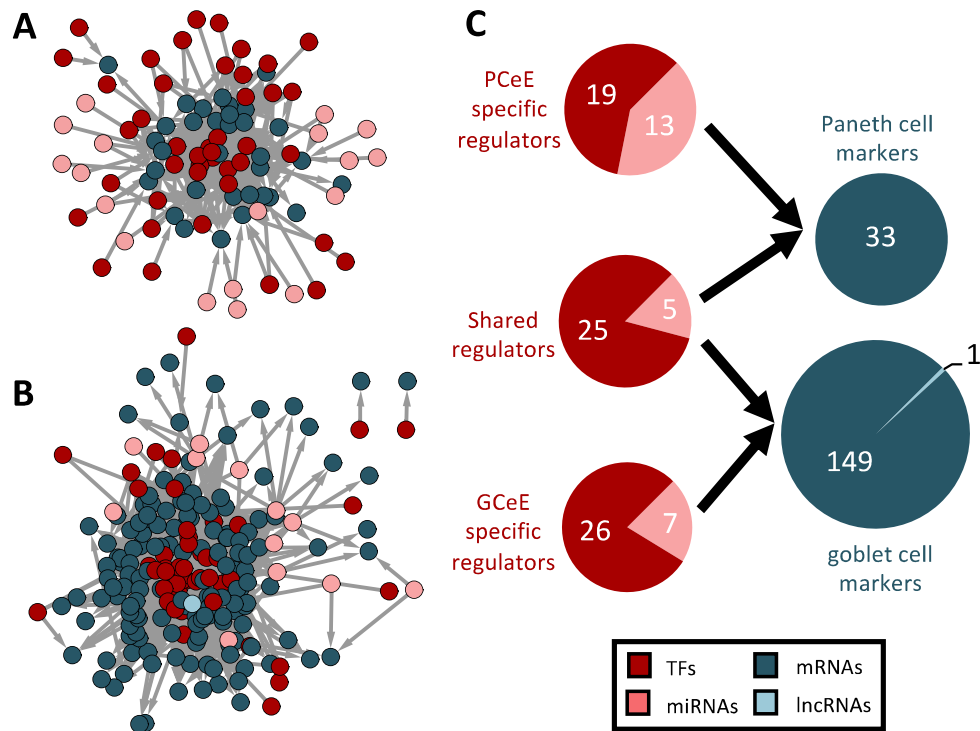 A
B
C
PCeE
specific
regulators
19
13
Paneth cell
markers
33
Shared
regulators
25
5
1
149
goblet cell
markers
GCeE
specific
regulators
26
7
TFs
mRNAs
miRNAs
lncRNAs